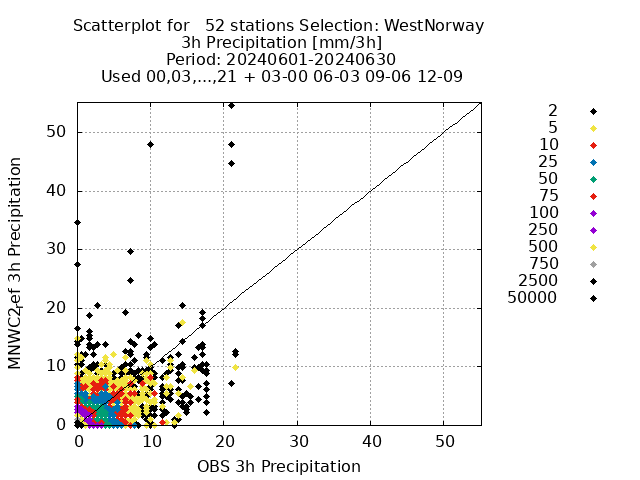 Scatterplot for   52 stations Selection: WestNorway
3h Precipitation [mm/3h]
Period: 20240601-20240630
Used 00,03,...,21 + 03-00 06-03 09-06 12-09
MNWC2ref 3h Precipitation
50
40
30
20
10
0
0 10 20 30 40 50
OBS 3h Precipitation
2
5
10
25
50
75
100
250
500
750
2500
50000